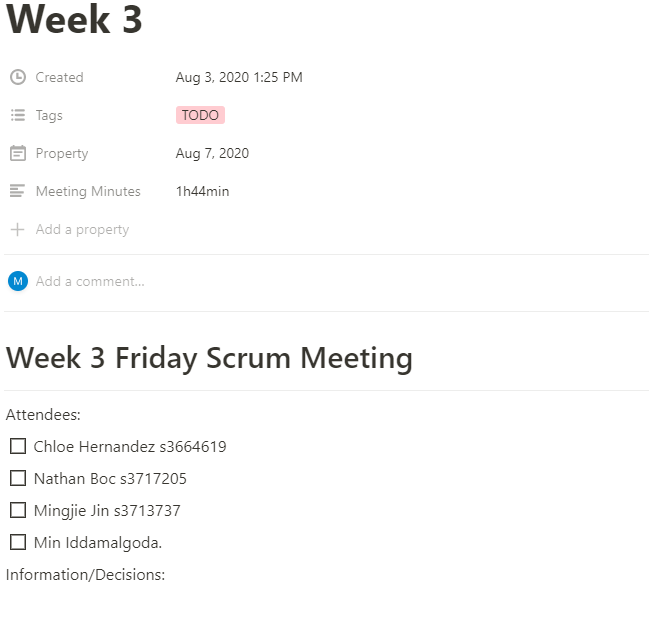 Week 3
Created Aug 3, 2020 1:25 PM
Tags TODO
Property Aug 7, 2020
Meeting Minutes 1h44min
Add a property
M Add a comment...
Week 3 Friday Scrum Meeting
Attendees:
Chloe Hernandez s3664619
Nathan Boc s3717205
Mingjie Jin s3713737
Min Iddamalgoda.
Information/Decisions: